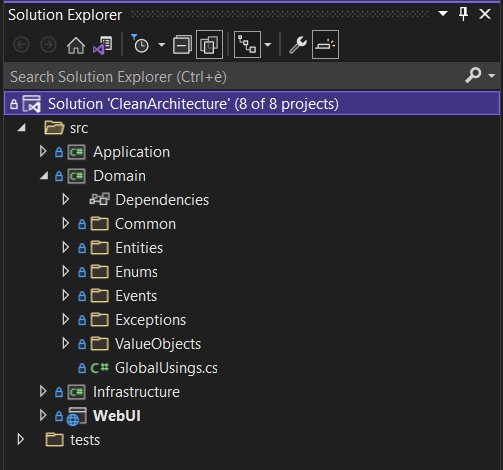 Solution Explorer
Search Solution Explorer (Ctrl+è)
Solution 'CleanArchitecture' (8 of 8 projects)
src
C# Application
C# Domain
Dependencies
Common
Entities
Enums
Events
Exceptions
ValueObjects
C# GlobalUsings.cs
C# Infrastructure
WebUI
tests